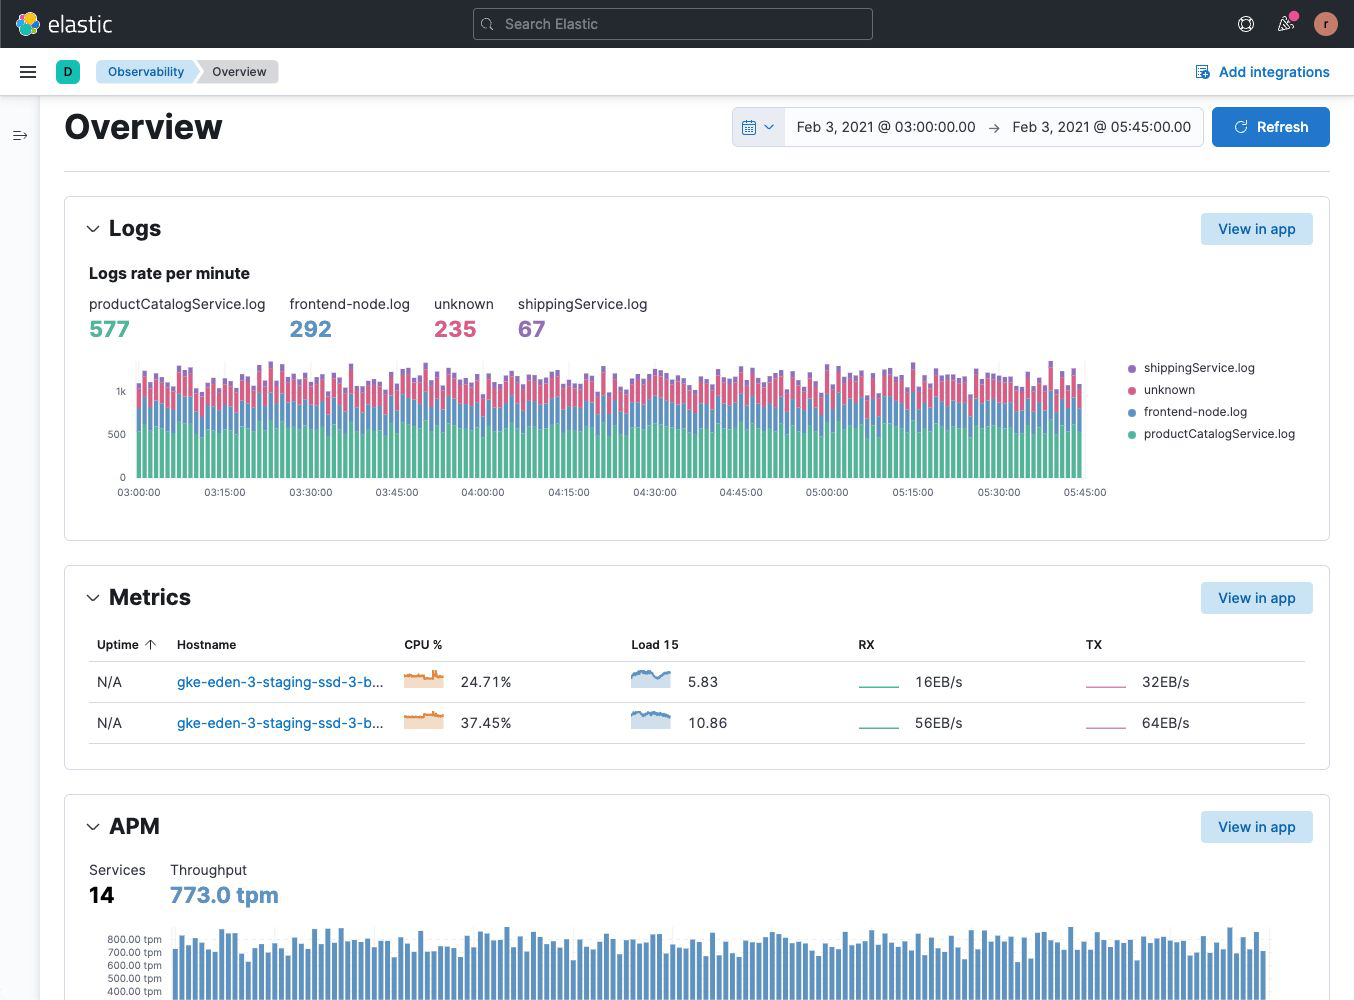 elastic
Search Elastic
r
D
Observability
Overview
Add integrations
Overview
Feb 3, 2021 @ 03:00:00.00 → Feb 3, 2021 @ 05:45:00.00
Refresh
Logs
View in app
Logs rate per minute
productCatalogService.log frontend-node.log unknown shippingService.log
577 292 235 67
1k
500
0
03:00:00 03:15:00 03:30:00 03:45:00 04:00:00 04:15:00 04:30:00 04:45:00 05:00:00 05:15:00 05:30:00 05:45:00
shippingService.log
unknown
frontend-node.log
productCatalogService.log
Metrics
View in app
Uptime ↑ Hostname CPU % Load 15 RX TX
N/A gke-eden-3-staging-ssd-3-b... 24.71% 5.83 16EB/s 32EB/s
N/A gke-eden-3-staging-ssd-3-b... 37.45% 10.86 56EB/s 64EB/s
APM
View in app
Services Throughput
14 773.0 tpm
800.00 tpm
700.00 tpm
600.00 tpm
500.00 tpm
400.00 tpm